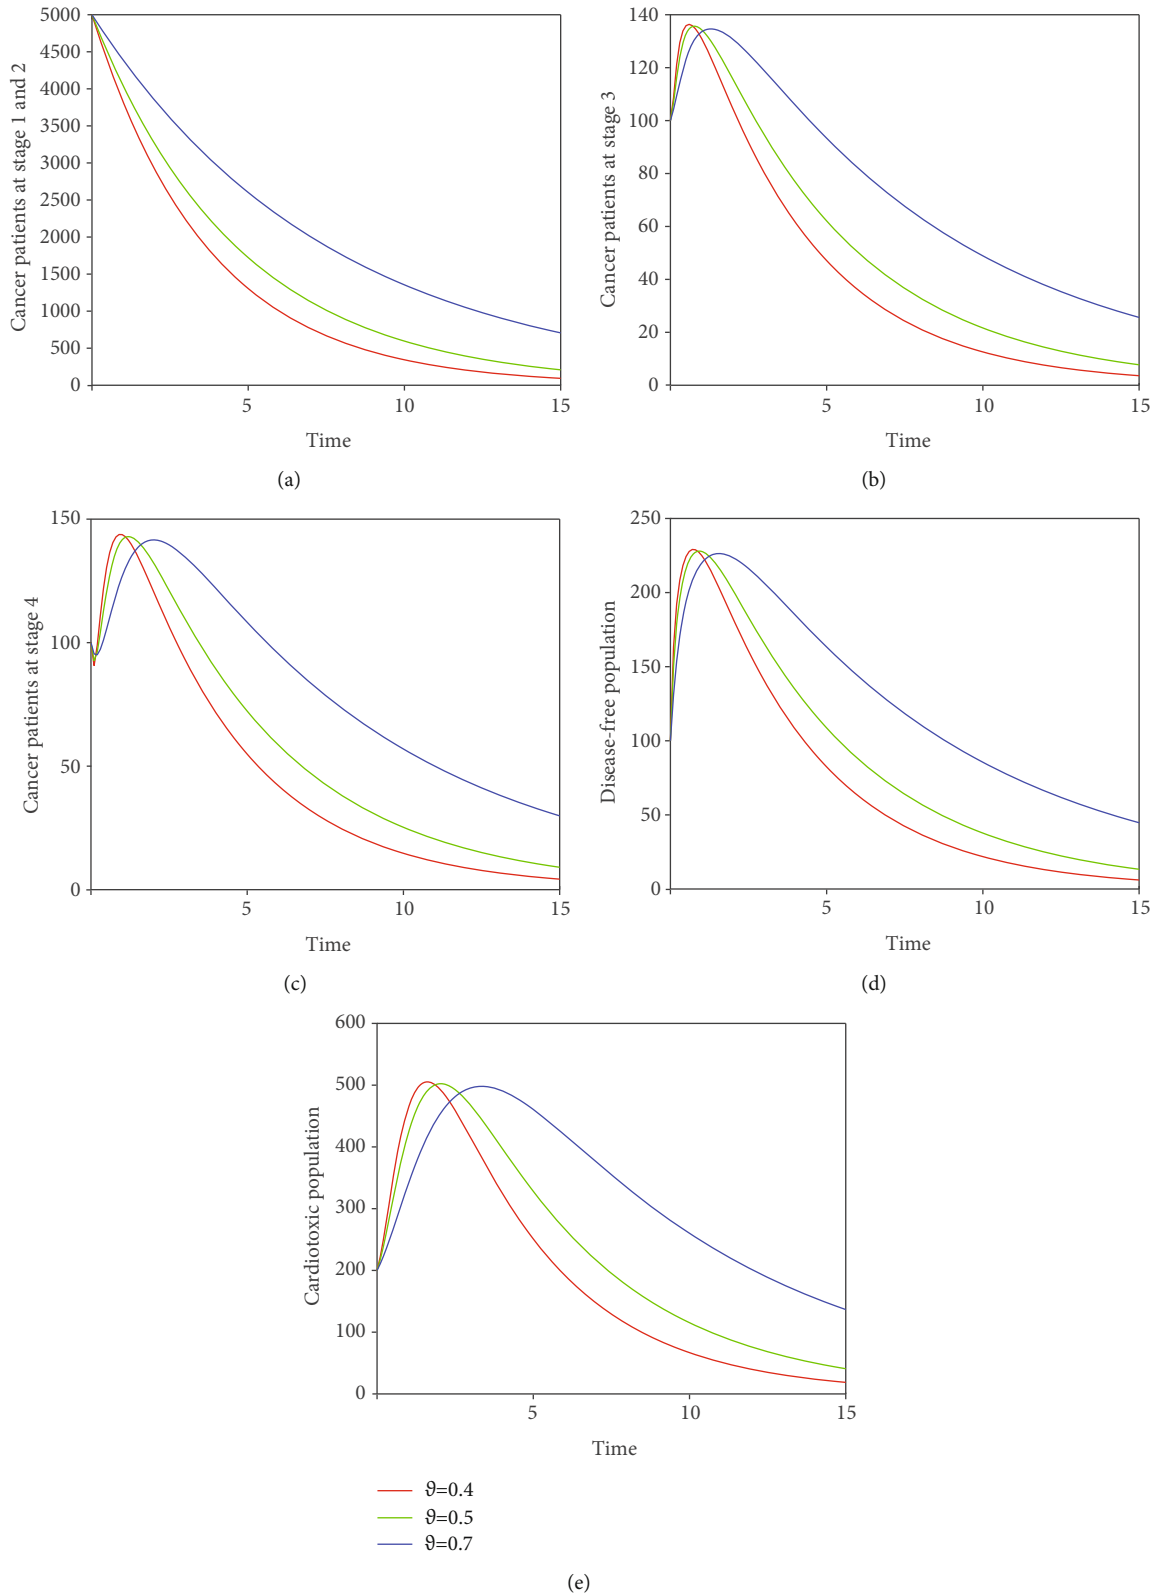 5000
4500
4000
3500
3000
2500
2000
1500
1000
500
0
Cancer patients at stage 1 and 2
5
10
15
Time
(a)
140
120
100
80
60
40
20
0
Cancer patients at stage 3
5
10
15
Time
(b)
150
100
50
0
Cancer patients at stage 4
5
10
15
Time
(c)
250
200
150
100
50
0
Disease-free population
5
10
15
Time
(d)
600
500
400
300
200
100
0
Cardiotoxic population
5
10
15
Time
ϑ=0.4
ϑ=0.5
ϑ=0.7
(e)